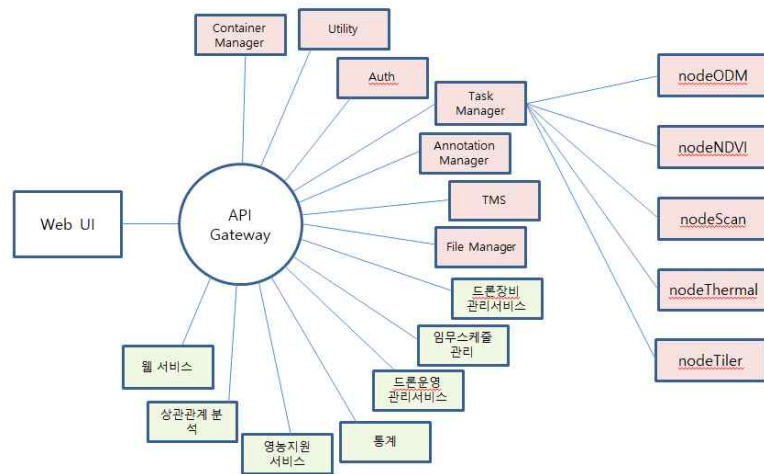 Container
Manager
Utility
Auth
Task
Manager
nodeODM
Annotation
Manager
nodeNDVI
Web UI
API
Gateway
TMS
nodeScan
File Manager
드론장비
관리서비스
nodeThermal
임무스케줄
관리
웰 서비스
드론운영
관리서비스
nodeTiler
상관관계 분
석
영농지원
서비스
통계